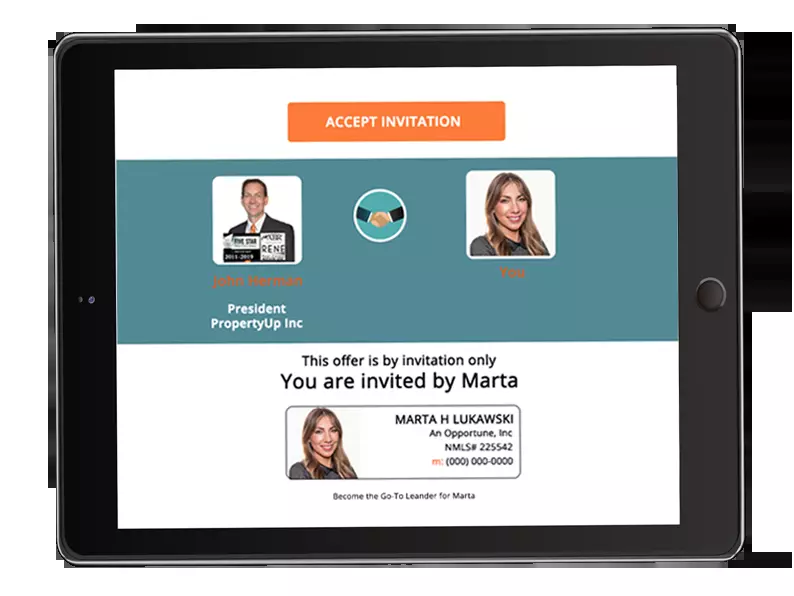 ACCEPT INVITATION
FIVE STAR
2011-2019
RENE
John Herman
You
President
PropertyUp Inc
This offer is by invitation only
You are invited by Marta
MARTA H LUKAWSKI
An Opportune, Inc
NMLS# 225542
m: (000) 000-0000
Become the Go-To Leander for Marta